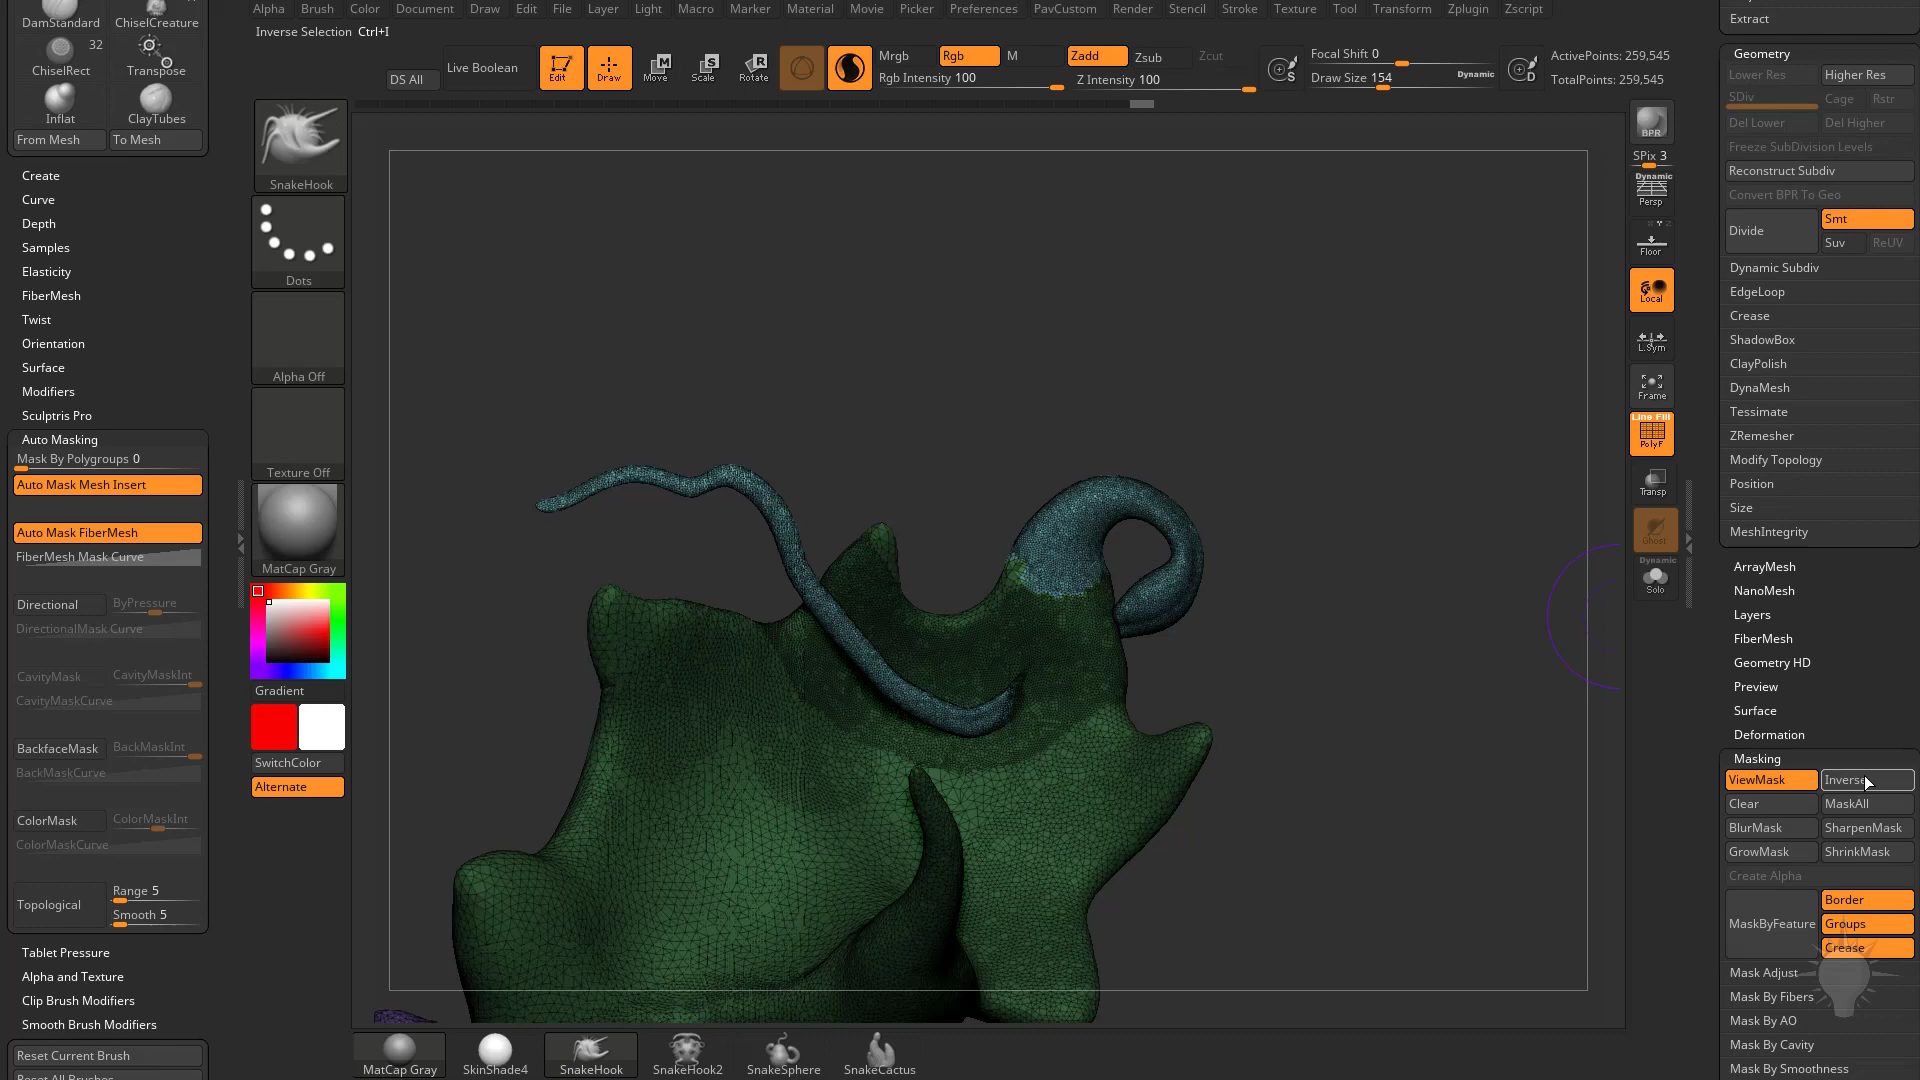 Alpha Brush Color Document Draw Edit File Layer Light Macro Marker Material Movie Picker Preferences PavCustom Render Stencil Stroke Texture Tool Transform Zplugin Zscript
Inverse Selection Ctrl+I
DamStandard ChiselCreature
32
ChiselRect Transpose
Inflat ClayTubes
From Mesh To Mesh
Create
Curve
Depth
Samples
Elasticity
FiberMesh
Twist
Orientation
Surface
Modifiers
Sculptris Pro
Auto Masking
Mask By Polygroups 0
Auto Mask Mesh Insert
Auto Mask FiberMesh
FiberMesh Mask Curve
Directional ByPressure
DirectionalMask Curve
CavityMask CavityMaskInt
CavityMaskCurve
BackfaceMask BackMaskInt
BackMaskCurve
ColorMask ColorMaskInt
ColorMaskCurve
Topological Range 5
Smooth 5
Tablet Pressure
Alpha and Texture
Clip Brush Modifiers
Smooth Brush Modifiers
Reset Current Brush
Reset All Brushes
DS All
Live Boolean
Edit
Draw
Move
Scale
Rotate
Mrgb Rgb M
Rgb Intensity 100
Zadd Zsub Zcut
Z Intensity 100
Focal Shift 0
Draw Size 154 Dynamic
ActivePoints: 259,545
TotalPoints: 259,545
SnakeHook
Dots
Alpha Off
Texture Off
MatCap Gray
Gradient
SwitchColor
Alternate
BPR
SPix 3
Dynamic
Persp
Floor
Local
L.Sym
Frame
Line Fill
PolyF
Transp
Ghost
Dynamic
Solo
MatCap Gray SkinShade4 SnakeHook SnakeHook2 SnakeSphere SnakeCactus
Extract
Geometry
Lower Res Higher Res
SDiv Cage Rstr
Del Lower Del Higher
Freeze SubDivision Levels
Reconstruct Subdiv
Convert BPR To Geo
Divide Smt
Suv ReUV
Dynamic Subdiv
EdgeLoop
Crease
ShadowBox
ClayPolish
DynaMesh
Tessimate
ZRemesher
Modify Topology
Position
Size
MeshIntegrity
ArrayMesh
NanoMesh
Layers
FiberMesh
Geometry HD
Preview
Surface
Deformation
Masking
ViewMask Inverse
Clear MaskAll
BlurMask SharpenMask
GrowMask ShrinkMask
Create Alpha
MaskByFeature Border
Groups
Crease
Mask Adjust
Mask By Fibers
Mask By AO
Mask By Cavity
Mask By Smoothness